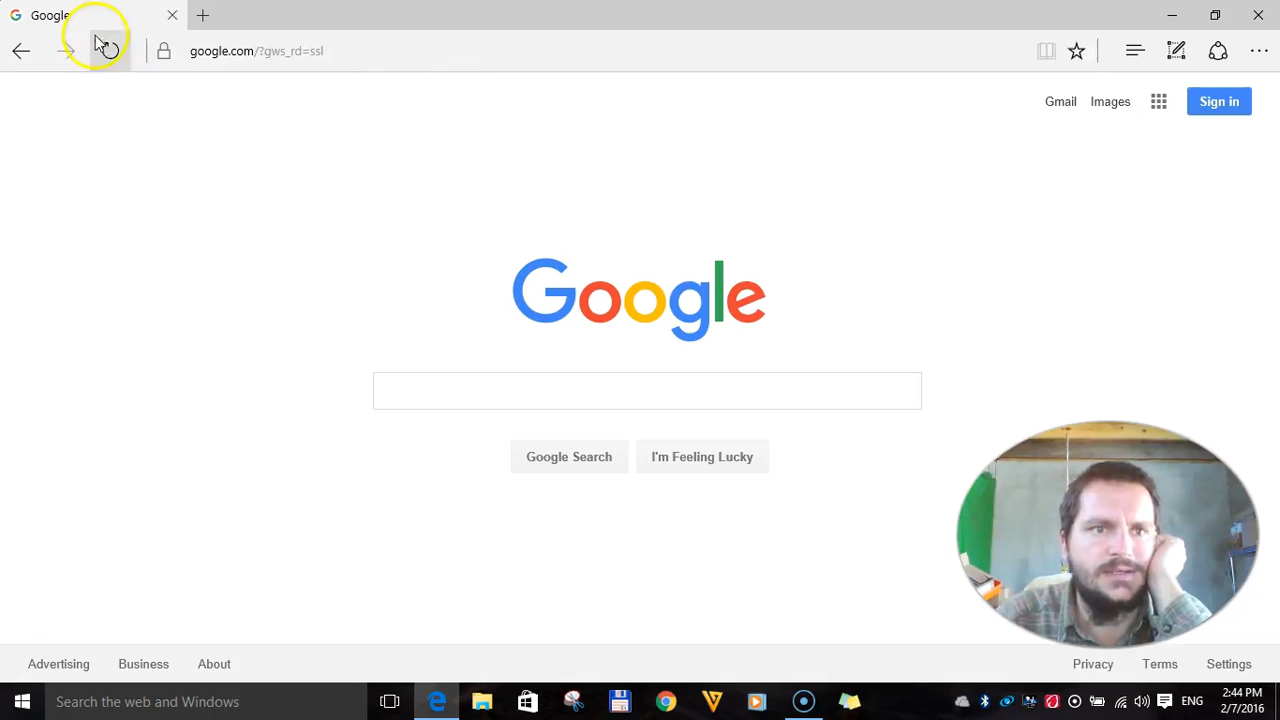 Google
google.com/?gws_rd=ssl
Gmail Images Sign in
Google
Google Search I'm Feeling Lucky
Advertising Business About Privacy Terms Settings
Search the web and Windows ENG 2:44 PM
2/7/2016